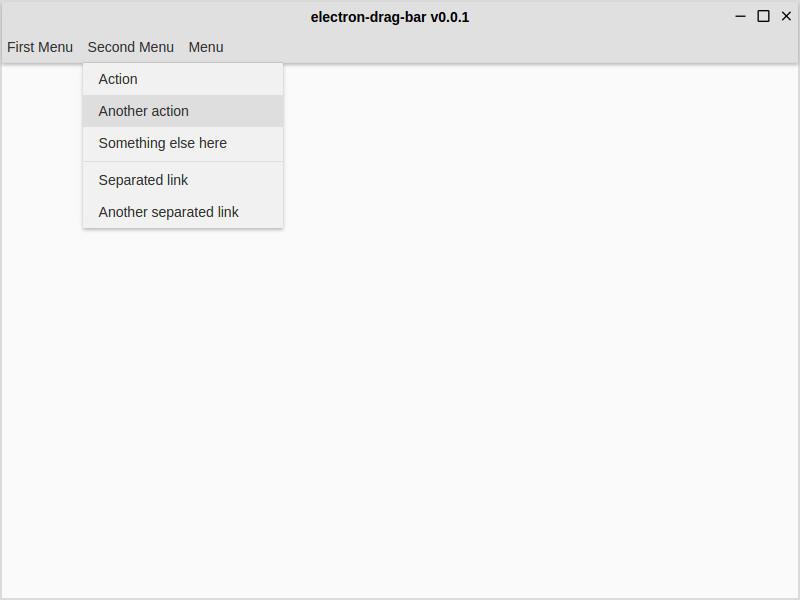 electron-drag-bar v0.0.1
First Menu Second Menu Menu
Action
Another action
Something else here
Separated link
Another separated link